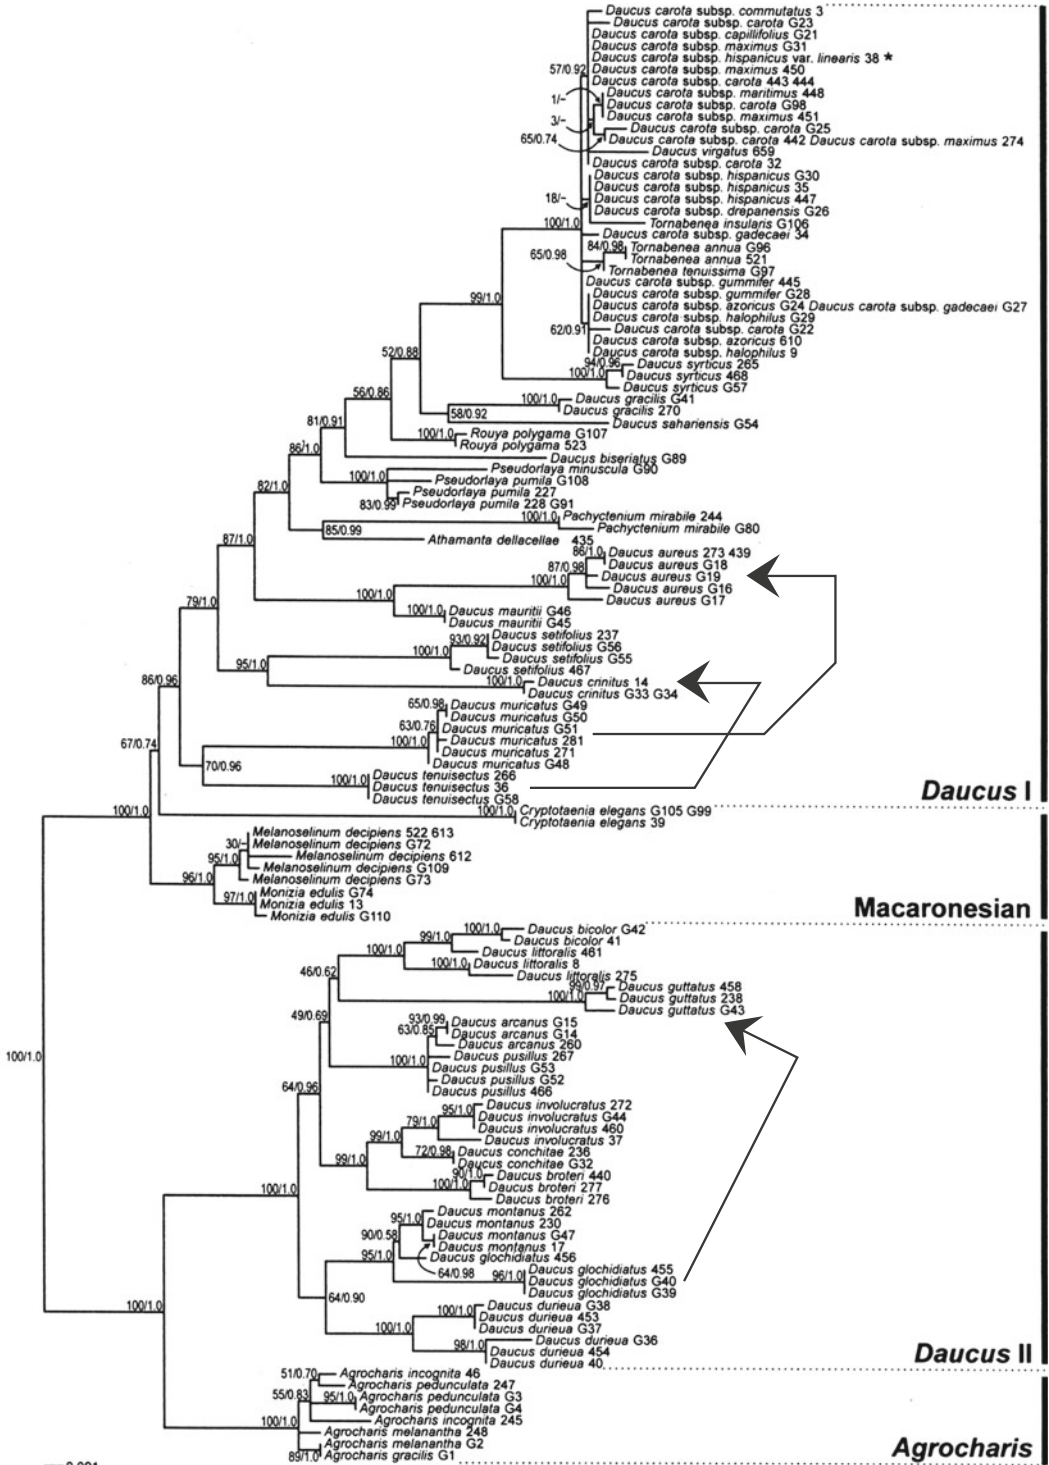 Daucus carota subsp. commutatus 3
Daucus carota subsp. carota G23
Daucus carota subsp. capillifolius G21
Daucus carota subsp. maximus G31
Daucus carota subsp. hispanicus var. linearis 38 *
57/0.92 Daucus carota subsp. maximus 450
Daucus carota subsp. carota 443 444
Daucus carota subsp. maritimus 448
1/– Daucus carota subsp. carota G98
Daucus carota subsp. maximus 451
3/– Daucus carota subsp. carota G25
65/0.74 Daucus carota subsp. carota 442 Daucus carota subsp. maximus 274
Daucus virgatus 659
Daucus carota subsp. carota 32
Daucus carota subsp. hispanicus G30
Daucus carota subsp. hispanicus 35
18/– Daucus carota subsp. hispanicus 447
Daucus carota subsp. drepanensis G26
100/1.0 Tornabenea insularis G106
Daucus carota subsp. gadecaei 34
84/0.98 Tornabenea annua G96
65/0.98 Tornabenea annua 521
Tornabenea tenuissima G97
Daucus carota subsp. gummifer 445
99/1.0 Daucus carota subsp. gummifer G28
Daucus carota subsp. azoricus G24 Daucus carota subsp. gadecaei G27
Daucus carota subsp. halophilus G29
62/0.91 Daucus carota subsp. carota G22
Daucus carota subsp. azoricus 610
52/0.88 Daucus carota subsp. halophilus 9
94/0.96 Daucus syrticus 265
100/1.0 Daucus syrticus 468
Daucus syrticus G57
56/0.86 100/1.0 Daucus gracilis G41
58/0.92 Daucus gracilis 270
81/0.91 Daucus sahariensis G54
100/1.0 Rouya polygama G107
Rouya polygama 523
86/1.0 Daucus biseriatus G89
Pseudorlaya minuscula G90
82/1.0 100/1.0 Pseudorlaya pumila G108
Pseudorlaya pumila 227
83/0.99 Pseudorlaya pumila 228 G91
100/1.0 Pachyctenium mirabile 244
85/0.99 Pachyctenium mirabile G80
87/1.0 Athamanta dellacellae 435
86/1.0 Daucus aureus 273 439
87/0.98 Daucus aureus G18
Daucus aureus G19
100/1.0 Daucus aureus G16
79/1.0 100/1.0 Daucus aureus G17
100/1.0 Daucus mauritii G46
Daucus mauritii G45
93/0.92 Daucus setifolius 237
Daucus setifolius G56
100/1.0 Daucus setifolius G55
95/1.0 Daucus setifolius 467
86/0.96 100/1.0 Daucus crinitus 14
Daucus crinitus G33 G34
65/0.98 Daucus muricatus G49
Daucus muricatus G50
63/0.76 Daucus muricatus G51
67/0.74 100/1.0 Daucus muricatus 281
Daucus muricatus 271
70/0.96 Daucus muricatus G48
100/1.0 Daucus tenuisectus 266
Daucus tenuisectus 36
Daucus tenuisectus G58
Daucus I
100/1.0 100/1.0 Cryptotaenia elegans G105 G99
Cryptotaenia elegans 39
Melanoselinum decipiens 522 613
30/– Melanoselinum decipiens G72
Melanoselinum decipiens 612
95/1.0 Melanoselinum decipiens G109
96/1.0 Melanoselinum decipiens G73
Monizia edulis G74
97/1.0 Monizia edulis 13
Monizia edulis G110
Macaronesian
100/1.0 Daucus bicolor G42
99/1.0 Daucus bicolor 41
100/1.0 Daucus littoralis 461
100/1.0 Daucus littoralis 8
46/0.62 Daucus littoralis 275
99/0.97 Daucus guttatus 458
100/1.0 Daucus guttatus 238
Daucus guttatus G43
49/0.69 93/0.99 Daucus arcanus G15
63/0.85 Daucus arcanus G14
Daucus arcanus 260
100/1.0 Daucus pusillus 267
100/1.0 Daucus pusillus G53
Daucus pusillus G52
64/0.96 Daucus pusillus 466
Daucus involucratus 272
95/1.0 Daucus involucratus G44
79/1.0 Daucus involucratus 460
99/1.0 Daucus involucratus 37
72/0.98 Daucus conchitae 236
99/1.0 Daucus conchitae G32
90/1.0 Daucus broteri 440
100/1.0 100/1.0 Daucus broteri 277
Daucus broteri 276
95/1.0 Daucus montanus 262
Daucus montanus 230
90/0.58 Daucus montanus G47
Daucus montanus 17
95/1.0 Daucus glochidiatus 456
64/0.98 96/1.0 Daucus glochidiatus 455
Daucus glochidiatus G40
64/0.90 Daucus glochidiatus G39
100/1.0 100/1.0 Daucus durieua G38
Daucus durieua 453
100/1.0 Daucus durieua G37
98/1.0 Daucus durieua G36
Daucus durieua 454
Daucus durieua 40
Daucus II
51/0.70 Agrocharis incognita 46
Agrocharis pedunculata 247
55/0.83 95/1.0 Agrocharis pedunculata G3
Agrocharis pedunculata G4
100/1.0 Agrocharis incognita 245
Agrocharis melanantha 248
Agrocharis melanantha G2
89/1.0 Agrocharis gracilis G1
Agrocharis
0.001